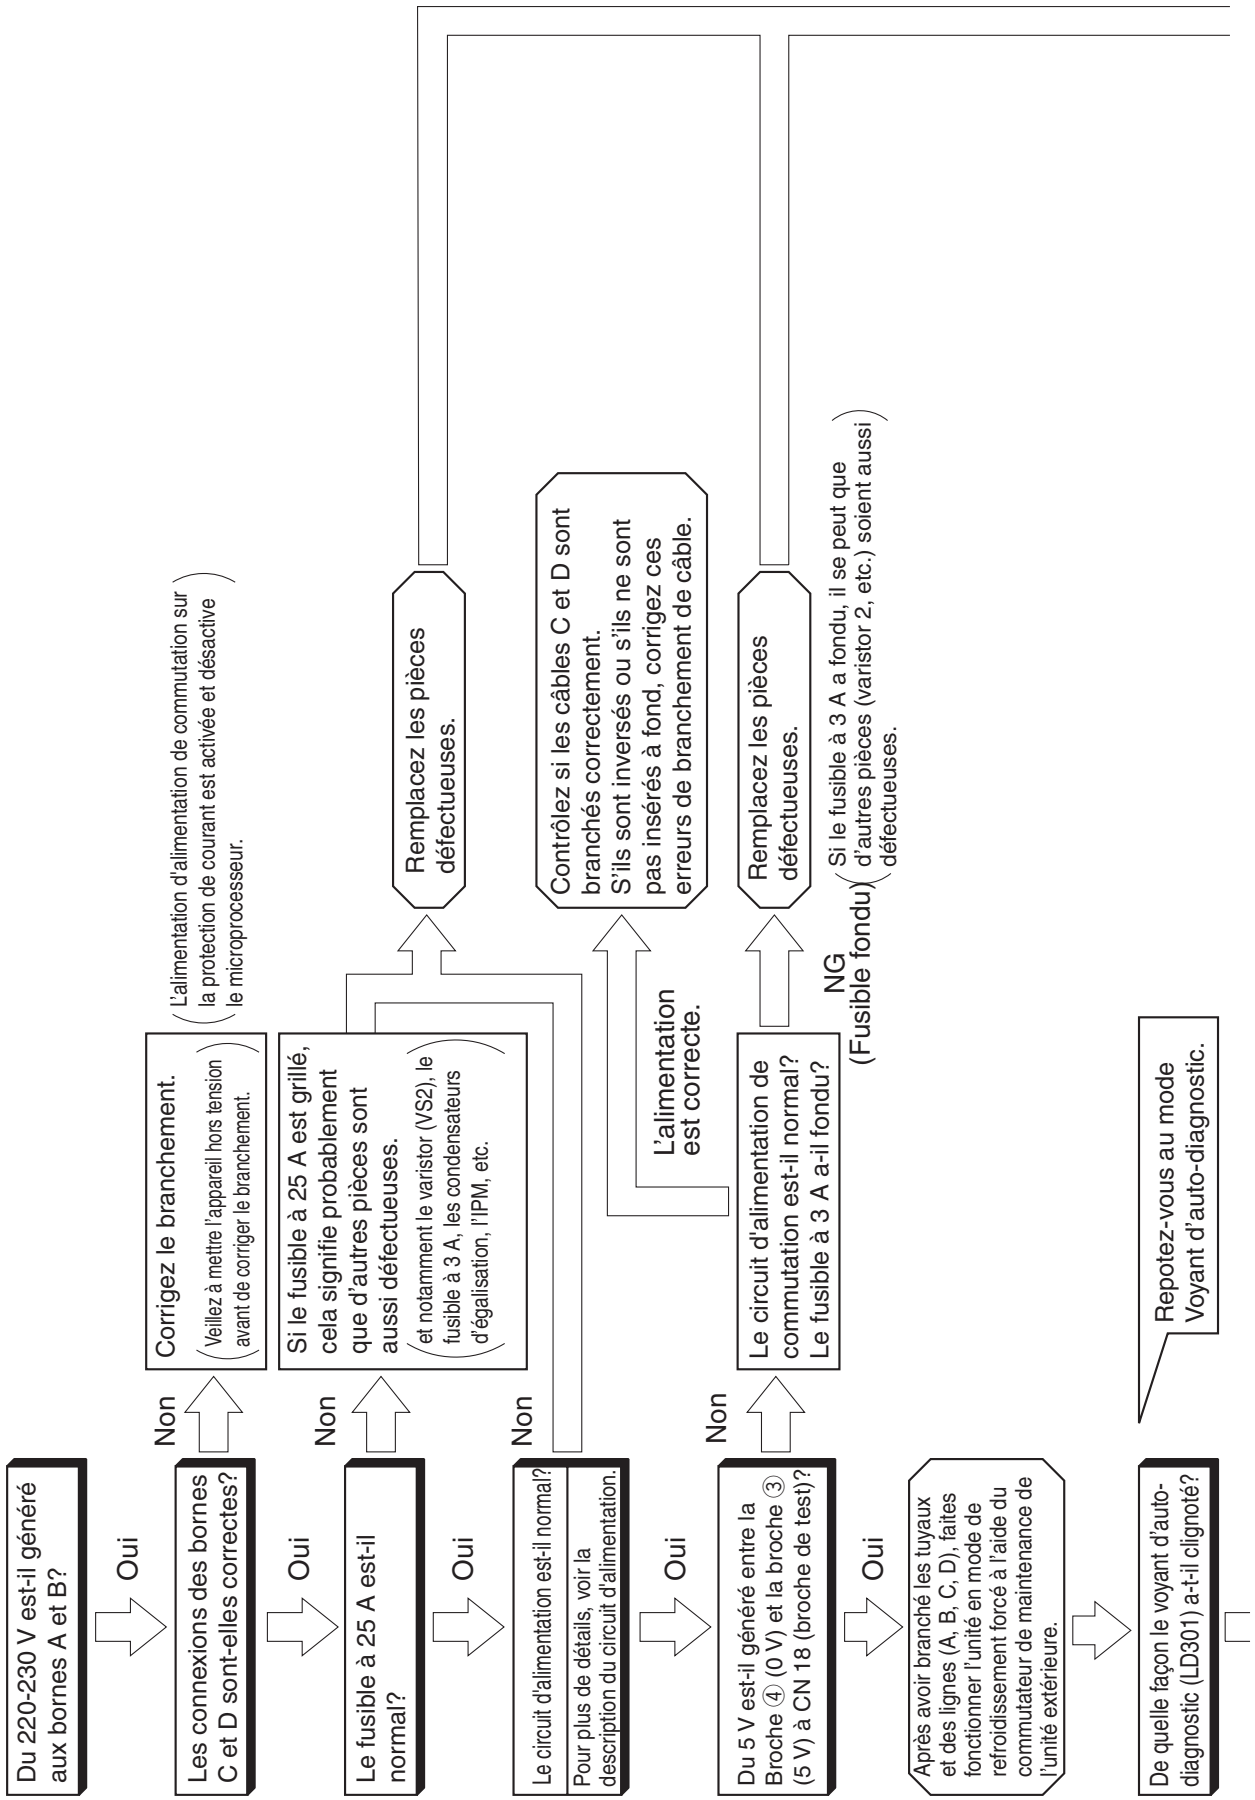 Du 220-230 V est-il généré
aux bornes A et B?
Oui
Les connexions des bornes
C et D sont-elles correctes?
Non
Corrigez le branchement.
Veillez à mettre l'appareil hors tension
avant de corriger le branchement.
L'alimentation d'alimentation de commutation sur
la protection de courant est activée et désactive
le microprocesseur.
Oui
Le fusible à 25 A est-il
normal?
Non
Si le fusible à 25 A est grillé,
cela signifie probablement
que d'autres pièces sont
aussi défectueuses.
et notamment le varistor (VS2), le
fusible à 3 A, les condensateurs
d'égalisation, l'IPM, etc.
Remplacez les pièces
défectueuses.
Oui
Le circuit d'alimentation est-il normal?
Pour plus de détails, voir la
description du circuit d'alimentation.
Non
Contrôlez si les câbles C et D sont
branchés correctement.
S'ils sont inversés ou s'ils ne sont
pas insérés à fond, corrigez ces
erreurs de branchement de câble.
L'alimentation
est correcte.
Oui
Du 5 V est-il généré entre la
Broche ④ (0 V) et la broche ③
(5 V) à CN 18 (broche de test)?
Non
Le circuit d'alimentation de
commutation est-il normal?
Le fusible à 3 A a-il fondu?
NG
(Fusible fondu)
Remplacez les pièces
défectueuses.
Si le fusible à 3 A a fondu, il se peut que
d'autres pièces (varistor 2, etc.) soient aussi
défectueuses.
Oui
Après avoir branché les tuyaux
et des lignes (A, B, C, D), faites
fonctionner l'unité en mode de
refroidissement forcé à l'aide du
commutateur de maintenance de
l'unité extérieure.
De quelle façon le voyant d'auto-
diagnostic (LD301) a-t-il clignoté?
Repotez-vous au mode
Voyant d'auto-diagnostic.